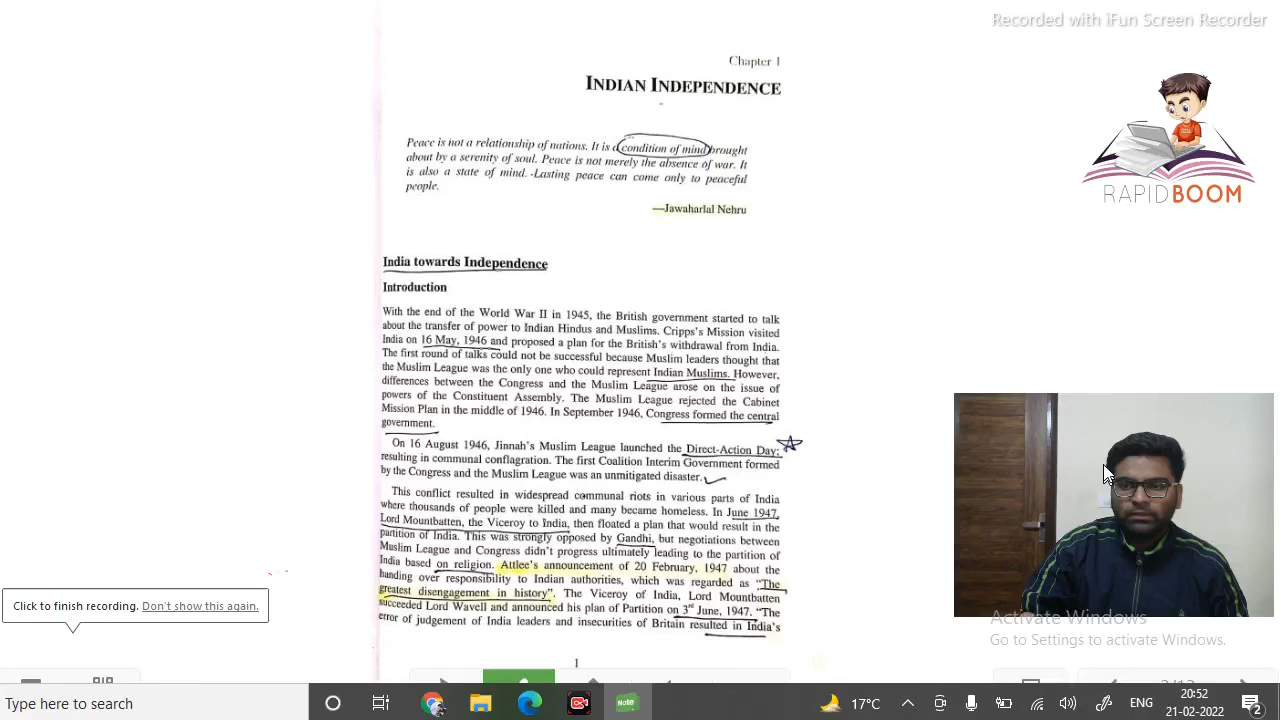 Recorded with iFun Screen Recorder
Chapter 1
INDIAN INDEPENDENCE
RAPIDBOOM
Peace is not a relationship of nations. It is a condition of mind brought
about by a serenity of soul. Peace is not merely the absence of war. It
is also a state of mind. Lasting peace can come only to peaceful
people.
—Jawaharlal Nehru
India towards Independence
Introduction
With the end of the World War II in 1945, the British government started to talk
about the transfer of power to Indian Hindus and Muslims. Cripps's Mission visited
India on 16 May, 1946 and proposed a plan for the British's withdrawal from India.
The first round of talks could not be successful because Muslim leaders thought that
the Muslim League was the only one who could represent Indian Muslims. However,
differences between the Congress and the Muslim League arose on the issue of
powers of the Constituent Assembly. The Muslim League rejected the Cabinet
Mission Plan in the middle of 1946. In September 1946, Congress formed the central
government.
On 16 August 1946, Jinnah's Muslim League launched the Direct-Action Day;
resulting in communal conflagration. The first Coalition Interim Government formed
by the Congress and the Muslim League was an unmitigated disaster.
This conflict resulted in widespread communal riots in various parts of India
where thousands of people were killed and many became homeless. In June 1947,
Lord Mountbatten, the Viceroy to India, then floated a plan that would result in the
partition of India. This was strongly opposed by Gandhi, but negotiations between
Muslim League and Congress didn't progress ultimately leading to the partition of
India based on religion. Attlee's announcement of 20 February, 1947 about the
handing over responsibility to Indian authorities, which was regarded as "The
greatest disengagement in history". The Viceroy of India, Lord Mountbatten
succeeded Lord Wavell and announced his plan of Partition on 3rd June, 1947. "The
error of judgement of India leaders and insecurities of Britain resulted in India's
1
Click to finish recording. Don't show this again.
Activate Windows
Go to Settings to activate Windows.
Type here to search
Note
17°C
ENG
20:52
21-02-2022
2